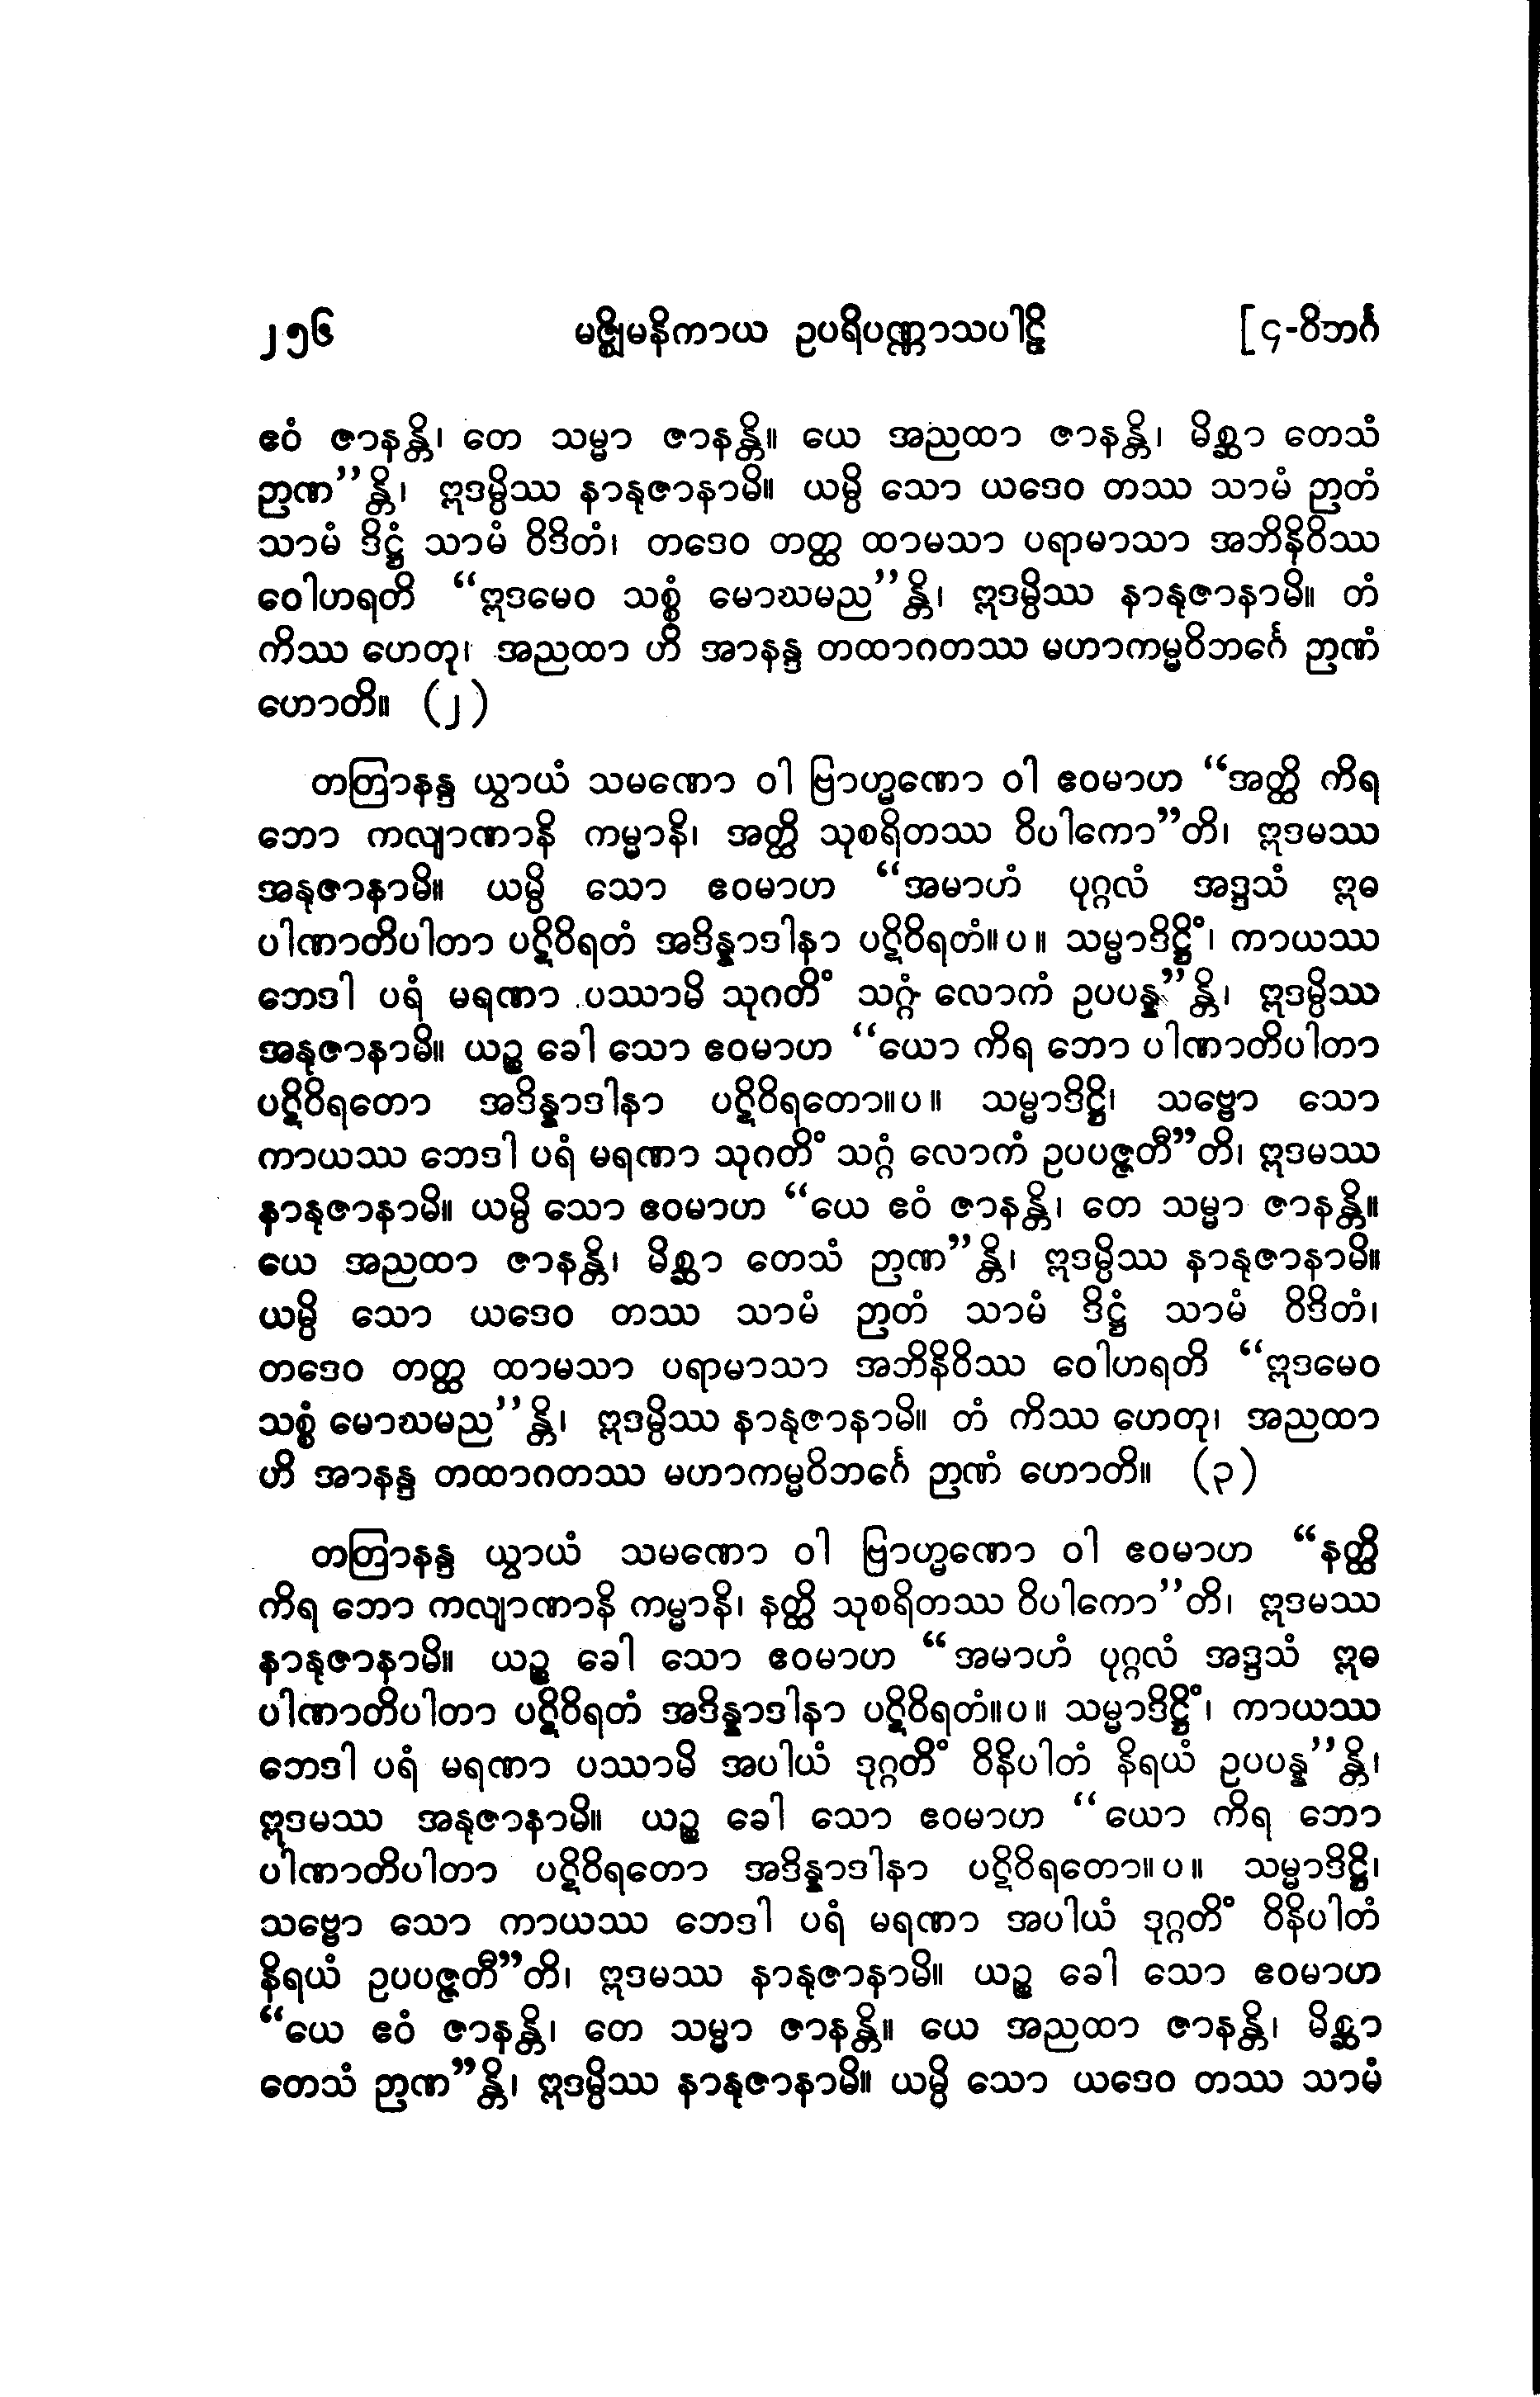 ၂၅၆ မဇ္ဈိမနိကာယ ဥပရိပဏ္ဏာသပါဠိ [၄-ဝိဘင်္ဂ
ဧဝံ ဇာနန္တိ၊ တေ သမ္မာ ဇာနန္တိ။ ယေ အညထာ ဇာနန္တိ၊ မိစ္ဆာ တေသံ
ဉာဏ”န္တိ၊ ဣဒမ္ပိဿ နာနုဇာနာမိ။ ယမ္ပိ သော ယဒေဝ တဿ သာမံ ဉာတံ
သာမံ ဒိဋ္ဌံ သာမံ ဝိဒိတံ၊ တဒေဝ တတ္ထ ထာမသာ ပရာမာသာ အဘိနိဝိဿ
ဝေါဟရတိ “ဣဒမေဝ သစ္စံ မောဃမည”န္တိ၊ ဣဒမ္ပိဿ နာနုဇာနာမိ။ တံ
ကိဿ ဟေတု၊ အညထာ ဟိ အာနန္ဒ တထာဂတဿ မဟာကမ္မဝိဘင်္ဂေ ဉာဏံ
ဟောတိ။ (၂)
တတြာနန္ဒ ယွာယံ သမဏော ဝါ ဗြာဟ္မဏော ဝါ ဧဝမာဟ “အတ္ထိ ကိရ
ဘော ကလျာဏာနိ ကမ္မာနိ၊ အတ္ထိ သုစရိတဿ ဝိပါကော”တိ၊ ဣဒမဿ
အနုဇာနာမိ။ ယမ္ပိ သော ဧဝမာဟ “အမာဟံ ပုဂ္ဂလံ အဒ္ဒသံ ဣဓ
ပါဏာတိပါတာ ပဋိဝိရတံ အဒိန္နာဒါနာ ပဋိဝိရတံ။ပ။ သမ္မာဒိဋ္ဌိံ၊ ကာယဿ
ဘေဒါ ပရံ မရဏာ ပဿာမိ သုဂတိံ သဂ္ဂံ လောကံ ဥပပန္န”န္တိ၊ ဣဒမ္ပိဿ
အနုဇာနာမိ။ ယဉ္စ ခေါ သော ဧဝမာဟ “ယော ကိရ ဘော ပါဏာတိပါတာ
ပဋိဝိရတော အဒိန္နာဒါနာ ပဋိဝိရတော။ပ။ သမ္မာဒိဋ္ဌိ၊ သဗ္ဗော သော
ကာယဿ ဘေဒါ ပရံ မရဏာ သုဂတိံ သဂ္ဂံ လောကံ ဥပပဇ္ဇတီ”တိ၊ ဣဒမဿ
နာနုဇာနာမိ။ ယမ္ပိ သော ဧဝမာဟ “ယေ ဧဝံ ဇာနန္တိ၊ တေ သမ္မာ ဇာနန္တိ။
ယေ အညထာ ဇာနန္တိ၊ မိစ္ဆာ တေသံ ဉာဏ”န္တိ၊ ဣဒမ္ပိဿ နာနုဇာနာမိ။
ယမ္ပိ သော ယဒေဝ တဿ သာမံ ဉာတံ သာမံ ဒိဋ္ဌံ သာမံ ဝိဒိတံ၊
တဒေဝ တတ္ထ ထာမသာ ပရာမာသာ အဘိနိဝိဿ ဝေါဟရတိ “ဣဒမေဝ
သစ္စံ မောဃမည”န္တိ၊ ဣဒမ္ပိဿ နာနုဇာနာမိ။ တံ ကိဿ ဟေတု၊ အညထာ
ဟိ အာနန္ဒ တထာဂတဿ မဟာကမ္မဝိဘင်္ဂေ ဉာဏံ ဟောတိ။ (၃)
တတြာနန္ဒ ယွာယံ သမဏော ဝါ ဗြာဟ္မဏော ဝါ ဧဝမာဟ “နတ္ထိ
ကိရ ဘော ကလျာဏာနိ ကမ္မာနိ၊ နတ္ထိ သုစရိတဿ ဝိပါကော”တိ၊ ဣဒမဿ
နာနုဇာနာမိ။ ယဉ္စ ခေါ သော ဧဝမာဟ “အမာဟံ ပုဂ္ဂလံ အဒ္ဒသံ ဣဓ
ပါဏာတိပါတာ ပဋိဝိရတံ အဒိန္နာဒါနာ ပဋိဝိရတံ။ပ။ သမ္မာဒိဋ္ဌိံ၊ ကာယဿ
ဘေဒါ ပရံ မရဏာ ပဿာမိ အပါယံ ဒုဂ္ဂတိံ ဝိနိပါတံ နိရယံ ဥပပန္န”န္တိ၊
ဣဒမဿ အနုဇာနာမိ။ ယဉ္စ ခေါ သော ဧဝမာဟ “ယော ကိရ ဘော
ပါဏာတိပါတာ ပဋိဝိရတော အဒိန္နာဒါနာ ပဋိဝိရတော။ပ။ သမ္မာဒိဋ္ဌိ၊
သဗ္ဗော သော ကာယဿ ဘေဒါ ပရံ မရဏာ အပါယံ ဒုဂ္ဂတိံ ဝိနိပါတံ
နိရယံ ဥပပဇ္ဇတီ”တိ၊ ဣဒမဿ နာနုဇာနာမိ။ ယဉ္စ ခေါ သော ဧဝမာဟ
“ယေ ဧဝံ ဇာနန္တိ၊ တေ သမ္မာ ဇာနန္တိ။ ယေ အညထာ ဇာနန္တိ၊ မိစ္ဆာ
တေသံ ဉာဏ”န္တိ၊ ဣဒမ္ပိဿ နာနုဇာနာမိ။ ယမ္ပိ သော ယဒေဝ တဿ သာမံ